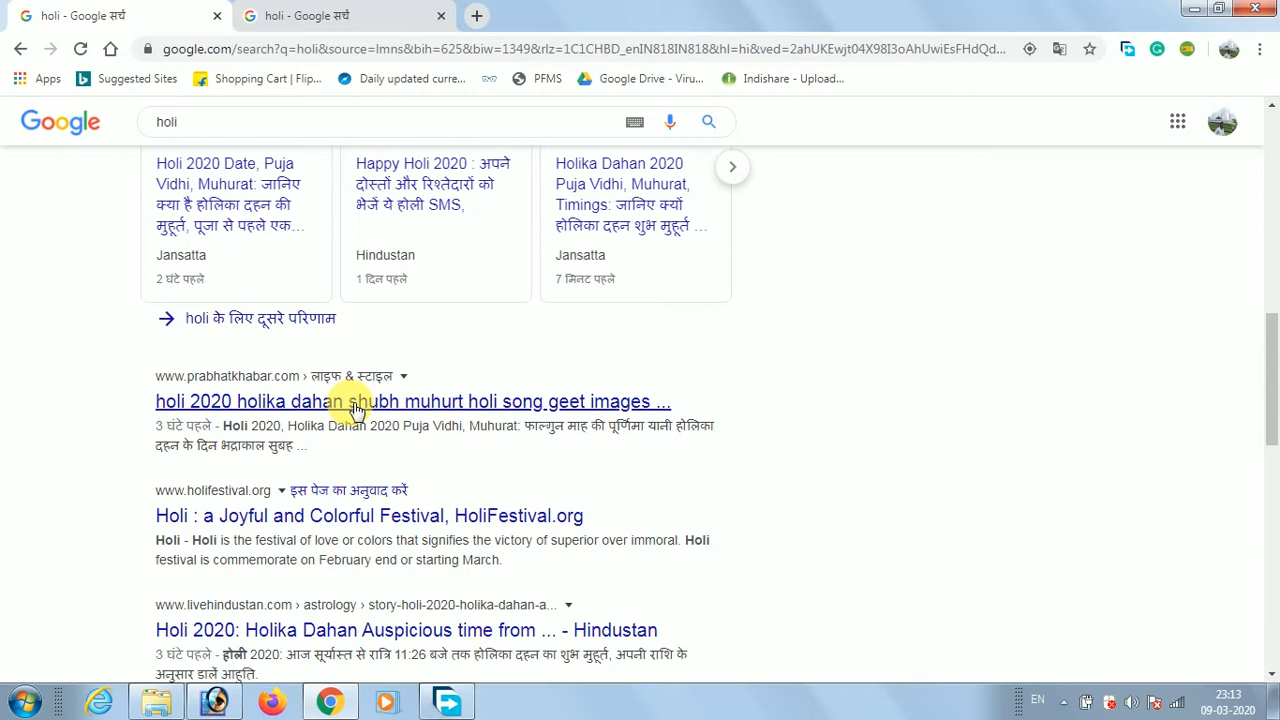 holi - Google सर्च
holi - Google सर्च
google.com/search?q=holi&source=lmns&bih=625&biw=1349&rlz=1C1CHBD_enIN818IN818&hl=hi&ved=2ahUKEwjt04X98I3oAhUwiEsFHdQd...
Apps
Suggested Sites
Shopping Cart | Flip...
Daily updated curre...
PFMS
Google Drive - Viru...
Indishare - Upload...
Google
holi
Holi 2020 Date, Puja
Vidhi, Muhurat: जानिए
क्या है होलिका दहन की
मुहूर्त, पूजा से पहले एक...
Jansatta
2 घंटे पहले
Happy Holi 2020 : अपने
दोस्तों और रिश्तेदारों को
भेजें ये होली SMS,
Hindustan
1 दिन पहले
Holika Dahan 2020
Puja Vidhi, Muhurat,
Timings: जानिए क्यों
होलिका दहन शुभ मुहूर्त ...
Jansatta
7 मिनट पहले
holi के लिए दूसरे परिणाम
www.prabhatkhabar.com › लाइफ & स्टाइल
holi 2020 holika dahan shubh muhurt holi song geet images ...
3 घंटे पहले - Holi 2020, Holika Dahan 2020 Puja Vidhi, Muhurat: फाल्गुन माह की पूर्णिमा यानी होलिका
दहन के दिन भद्राकाल सुबह ...
www.holifestival.org इस पेज का अनुवाद करें
Holi : a Joyful and Colorful Festival, HoliFestival.org
Holi - Holi is the festival of love or colors that signifies the victory of superior over immoral. Holi
festival is commemorate on February end or starting March.
www.livehindustan.com › astrology › story-holi-2020-holika-dahan-a...
Holi 2020: Holika Dahan Auspicious time from ... - Hindustan
3 घंटे पहले - होली 2020: आज सूर्यास्त से रात्रि 11:26 बजे तक होलिका दहन का शुभ मुहूर्त, अपनी राशि के
अनुसार डालें आहुति.
EN
23:13
09-03-2020